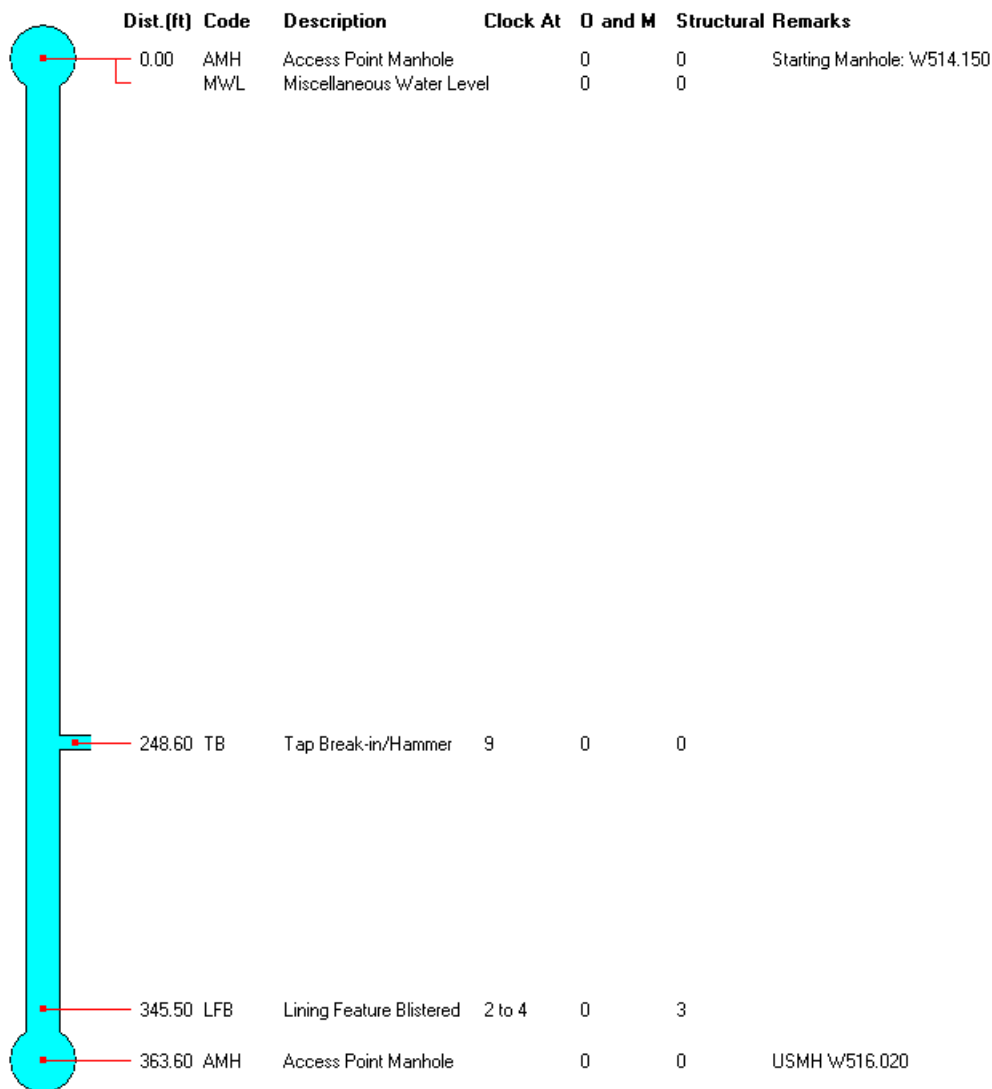 Dist.(ft) Code Description Clock At O and M Structural Remarks
0.00 AMH Access Point Manhole 0 0 Starting Manhole: W514.150
MWL Miscellaneous Water Level 0 0
248.60 TB Tap Break-in/Hammer 9 0 0
345.50 LFB Lining Feature Blistered 2 to 4 0 3
363.60 AMH Access Point Manhole 0 0 USMH W516.020